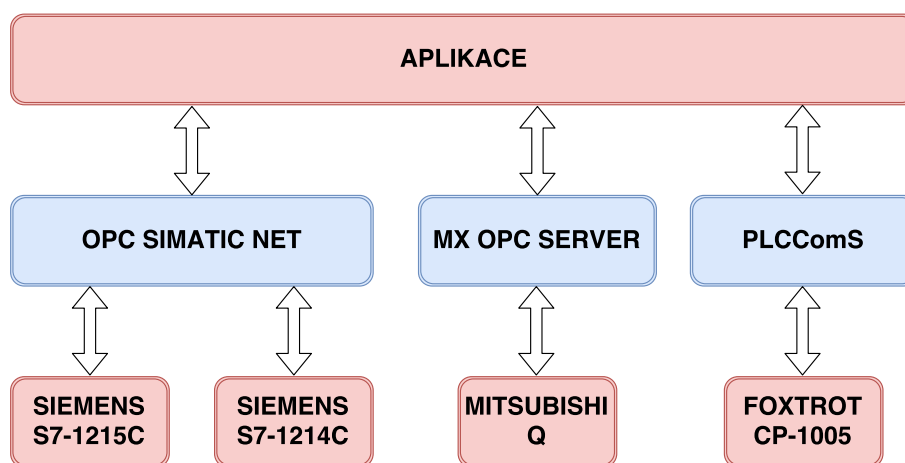 APLIKACE
OPC SIMATIC NET
MX OPC SERVER
PLCComS
SIEMENS
S7-1215C
SIEMENS
S7-1214C
MITSUBISHI
Q
FOXTROT
CP-1005